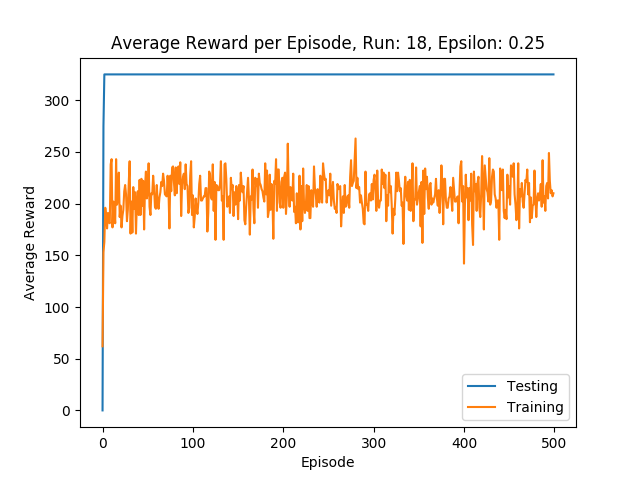 Average Reward per Episode, Run: 18, Epsilon: 0.25
Average Reward
300
250
200
150
100
50
0
0 100 200 300 400 500
Episode
Testing
Training